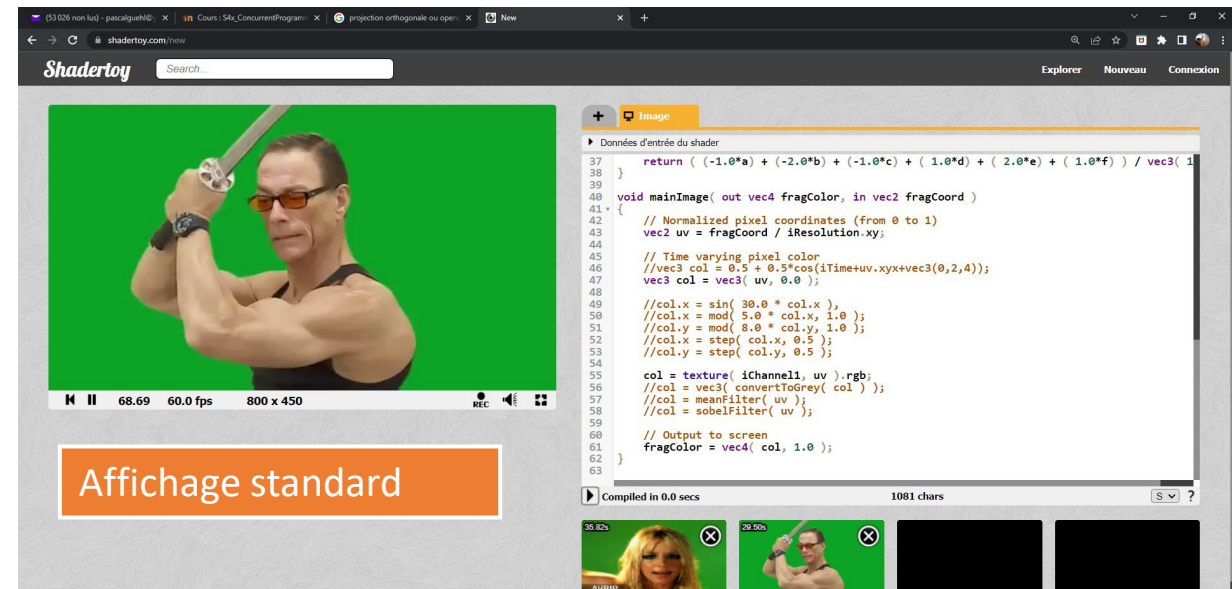 (53 026 non lus) - pascalguehl@
Cours : S4x_ConcurrentProgramm
projection orthogonale ou open
New
shadertoy.com/new
Shadertoy
Search...
Explorer
Nouveau
Connexion
Image
Données d'entrée du shader
37 return ( (-1.0*a) + (-2.0*b) + (-1.0*c) + ( 1.0*d) + ( 2.0*e) + ( 1.0*f) ) / vec3( 1
38 }
39
40 void mainImage( out vec4 fragColor, in vec2 fragCoord )
41 {
42 // Normalized pixel coordinates (from 0 to 1)
43 vec2 uv = fragCoord / iResolution.xy;
44
45 // Time varying pixel color
46 //vec3 col = 0.5 + 0.5*cos(iTime+uv.xyx+vec3(0,2,4));
47 vec3 col = vec3( uv, 0.0 );
48
49 //col.x = sin( 30.0 * col.x ),
50 //col.x = mod( 5.0 * col.x, 1.0 );
51 //col.y = mod( 8.0 * col.y, 1.0 );
52 //col.x = step( col.x, 0.5 );
53 //col.y = step( col.y, 0.5 );
54
55 col = texture( iChannel1, uv ).rgb;
56 //col = vec3( convertToGrey( col ) );
57 //col = meanFilter( uv );
58 //col = sobelFilter( uv );
59
60 // Output to screen
61 fragColor = vec4( col, 1.0 );
62 }
63
68.69 60.0 fps 800 x 450 REC
Affichage standard
Compiled in 0.0 secs 1081 chars S ?
35.82s
29.50s
AUDIO